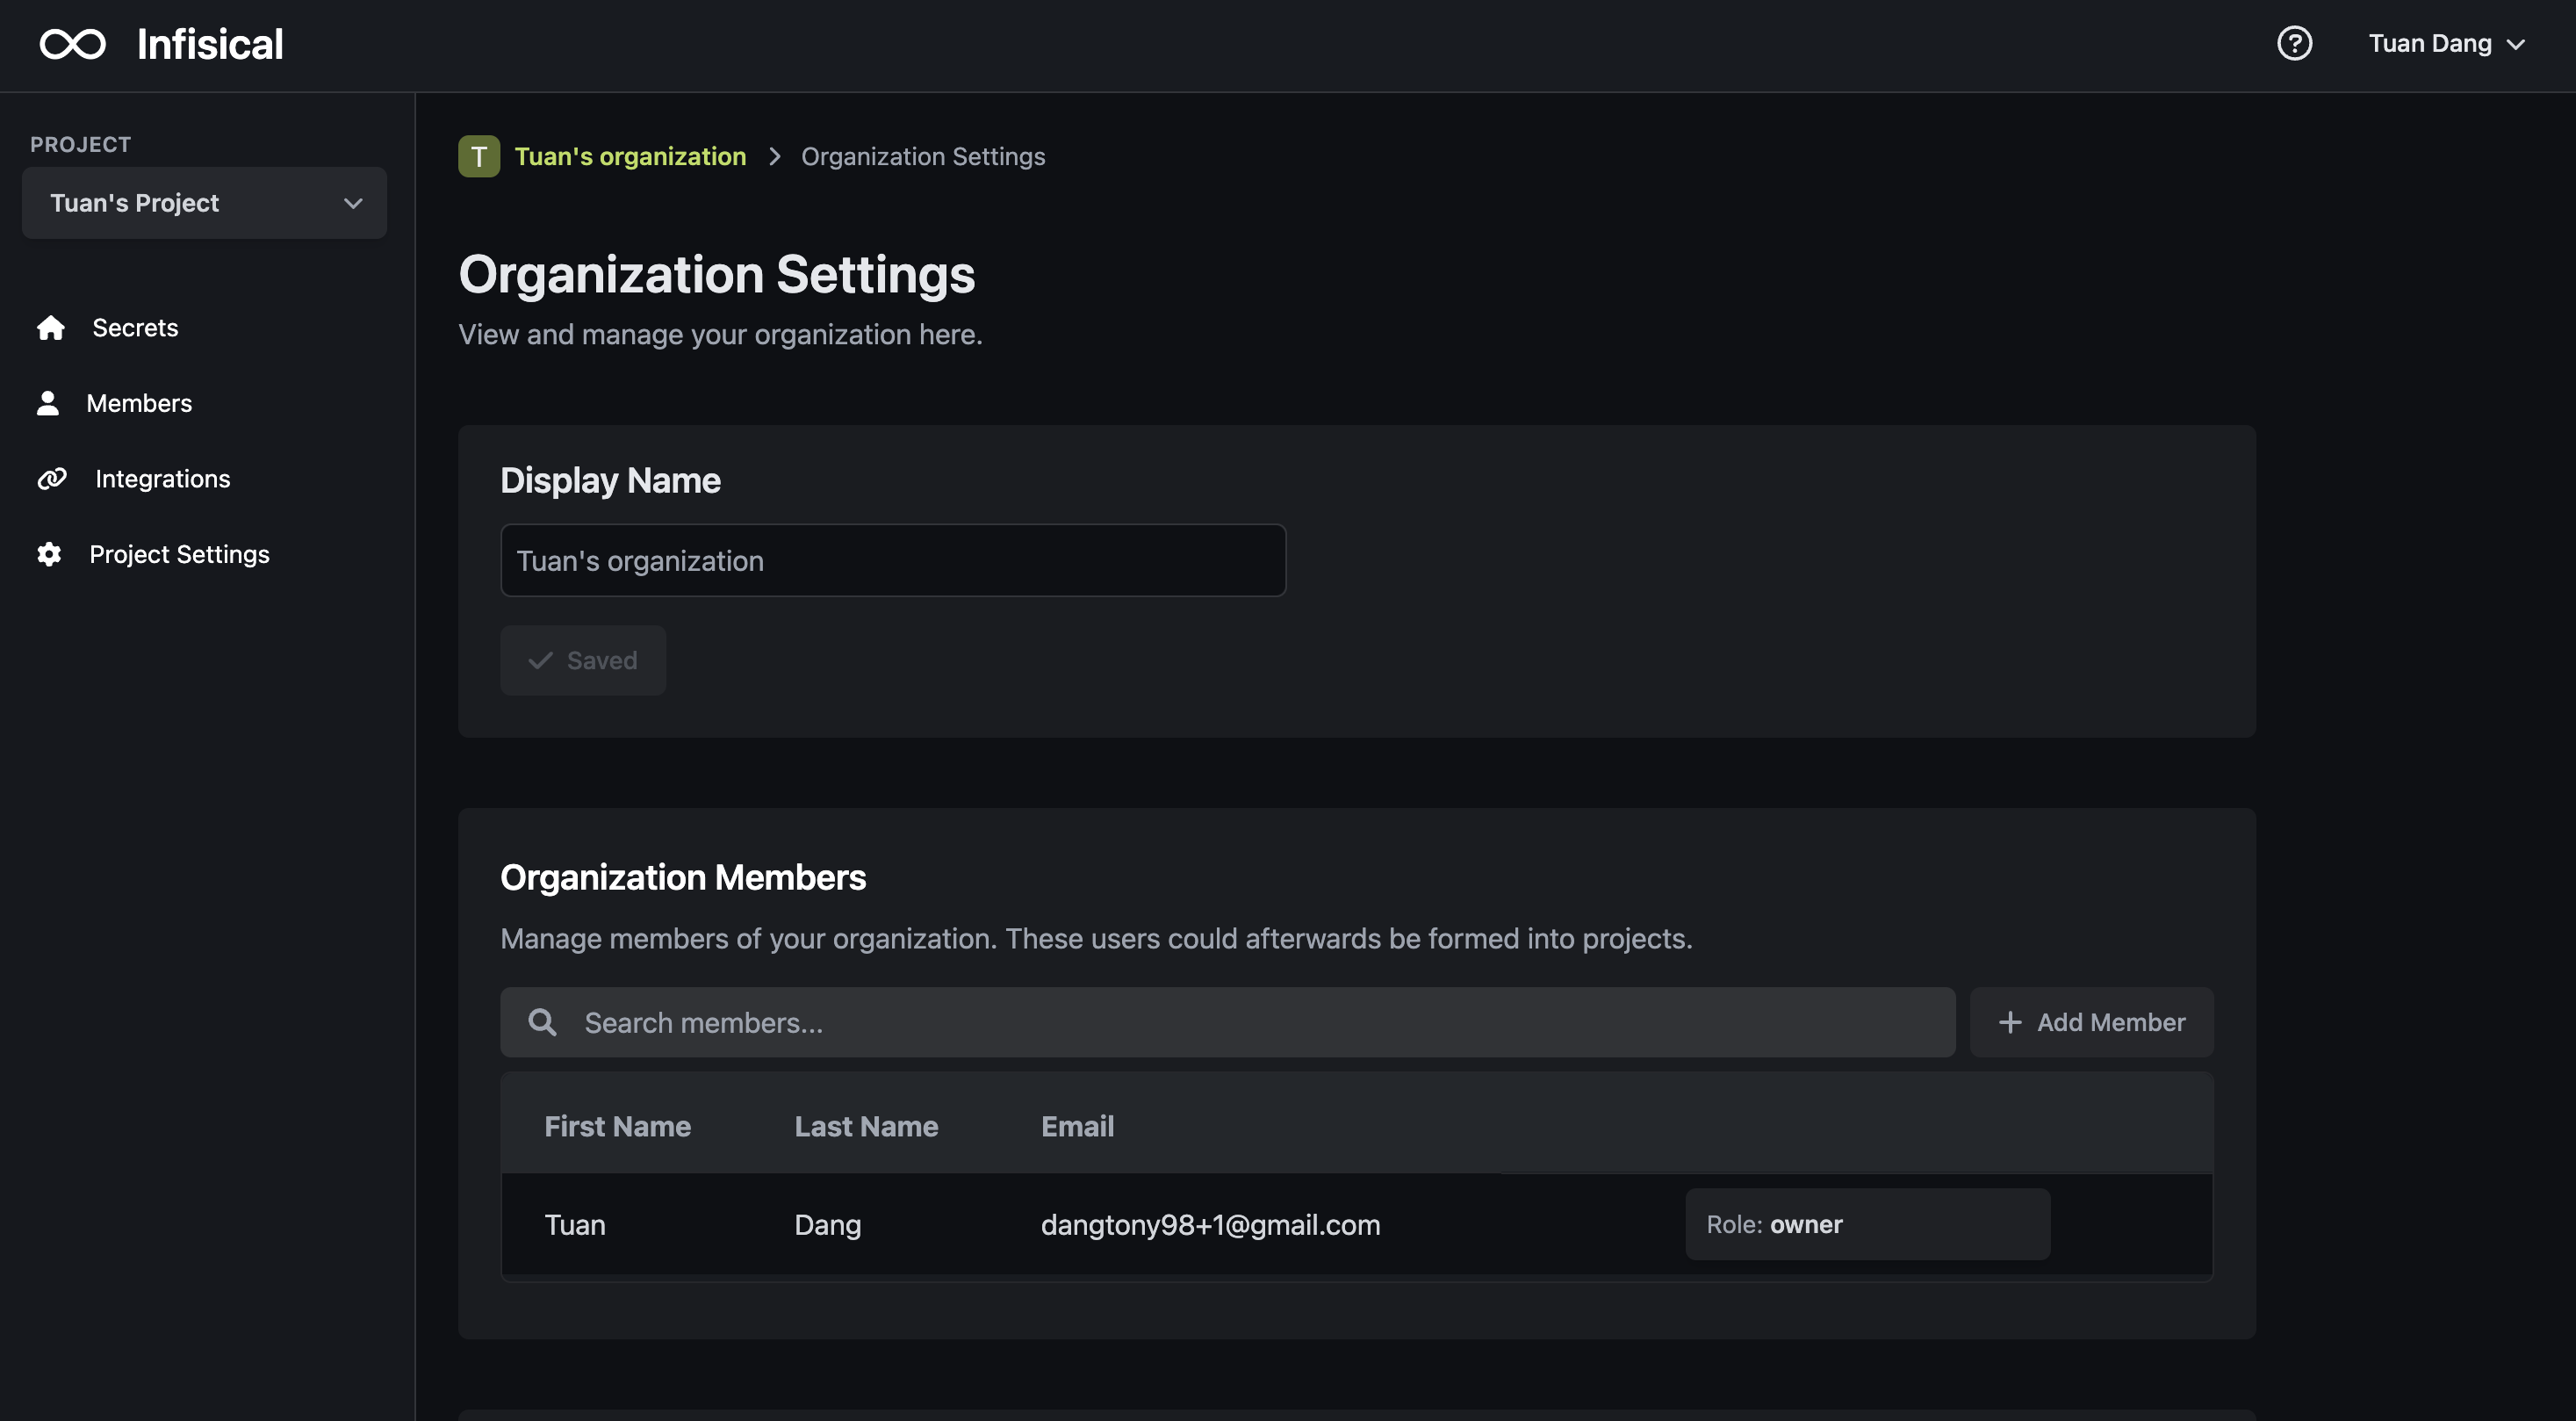 Infisical
Tuan Dang
PROJECT
Tuan's Project
Secrets
Members
Integrations
Project Settings
T Tuan's organization > Organization Settings
Organization Settings
View and manage your organization here.
Display Name
Tuan's organization
Saved
Organization Members
Manage members of your organization. These users could afterwards be formed into projects.
Search members...
+ Add Member
First Name Last Name Email
Tuan Dang dangtony98+1@gmail.com Role: owner